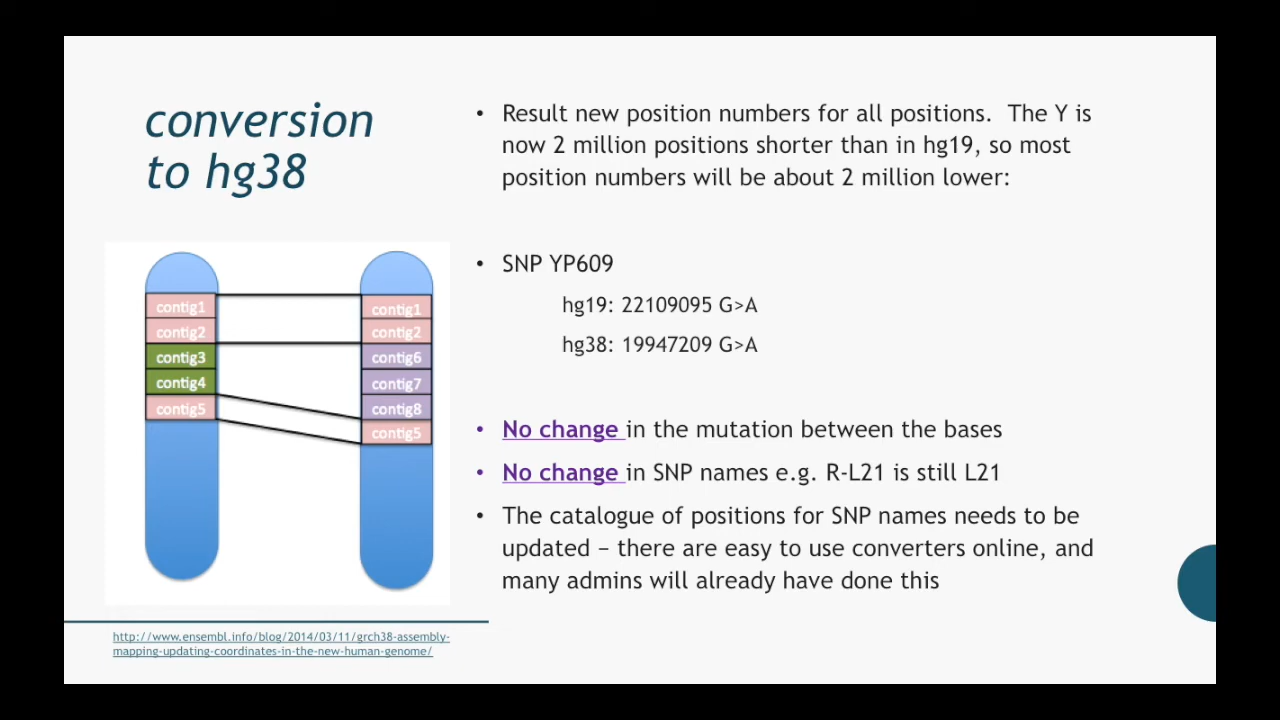 conversion
to hg38
• Result new position numbers for all positions.  The Y is
now 2 million positions shorter than in hg19, so most
position numbers will be about 2 million lower:
• SNP YP609
hg19: 22109095 G>A
hg38: 19947209 G>A
• No change in the mutation between the bases
• No change in SNP names e.g. R-L21 is still L21
• The catalogue of positions for SNP names needs to be
updated – there are easy to use converters online, and
many admins will already have done this
contig1
contig2
contig3
contig4
contig5
contig1
contig2
contig6
contig7
contig8
contig5
http://www.ensembl.info/blog/2014/03/11/grch38-assembly-
mapping-updating-coordinates-in-the-new-human-genome/